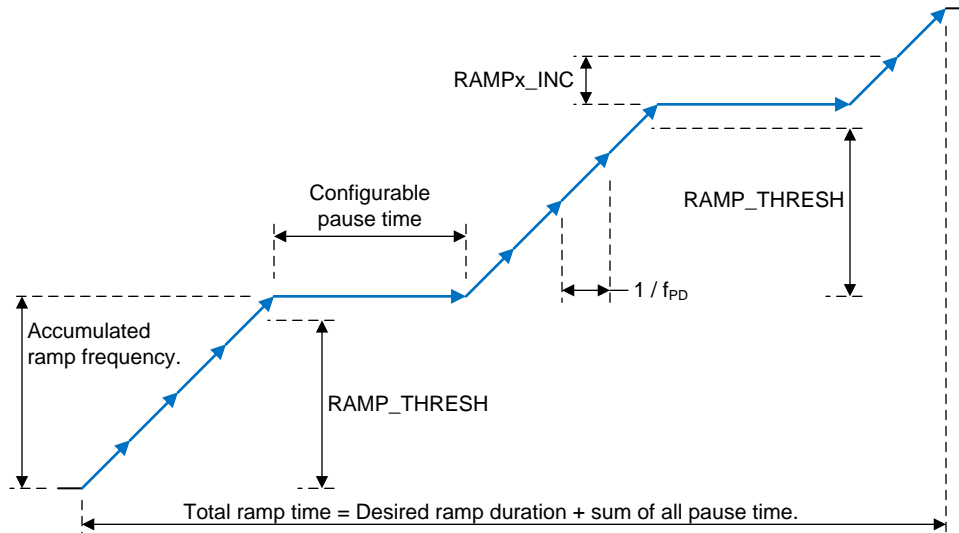 RAMPx_INC
Configurable
pause time
RAMP_THRESH
1 / fPD
Accumulated
ramp frequency.
RAMP_THRESH
Total ramp time = Desired ramp duration + sum of all pause time.